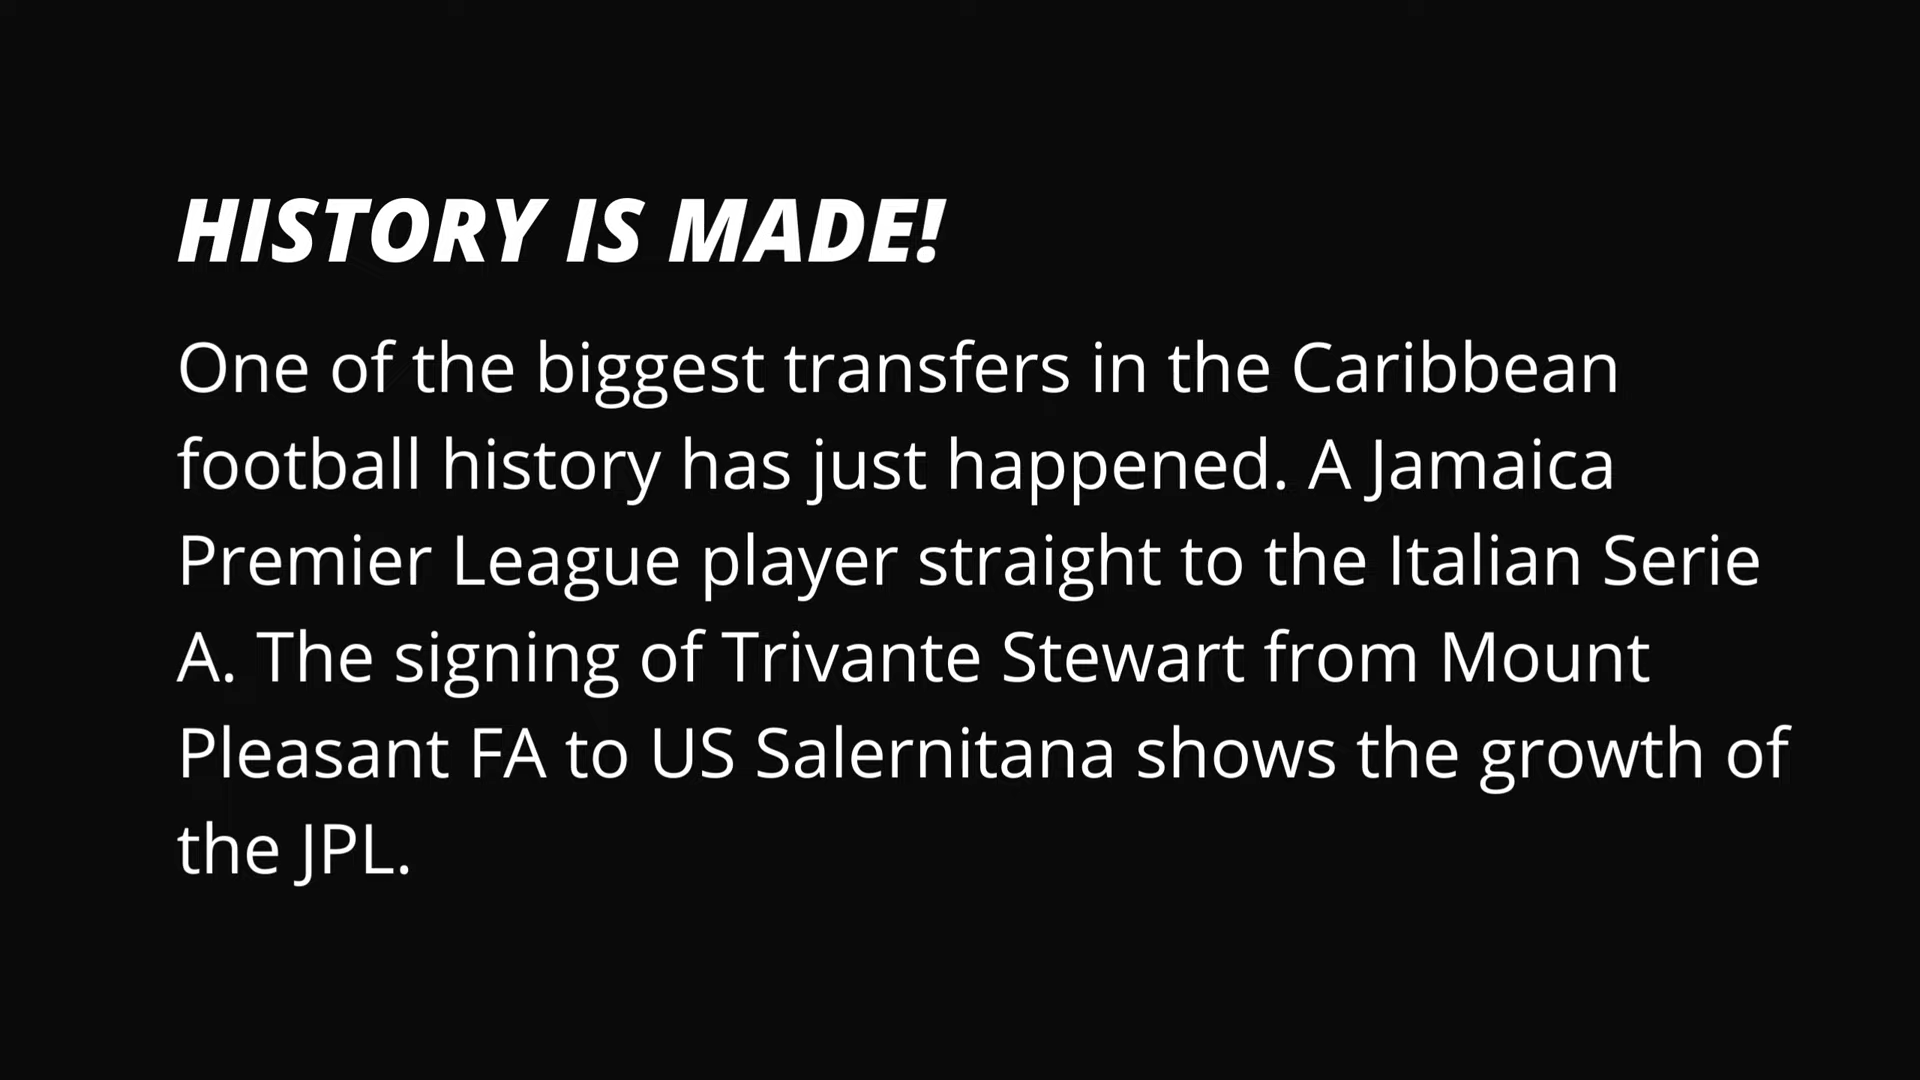 HISTORY IS MADE!
One of the biggest transfers in the Caribbean
football history has just happened. A Jamaica
Premier League player straight to the Italian Serie
A. The signing of Trivante Stewart from Mount
Pleasant FA to US Salernitana shows the growth of
the JPL.